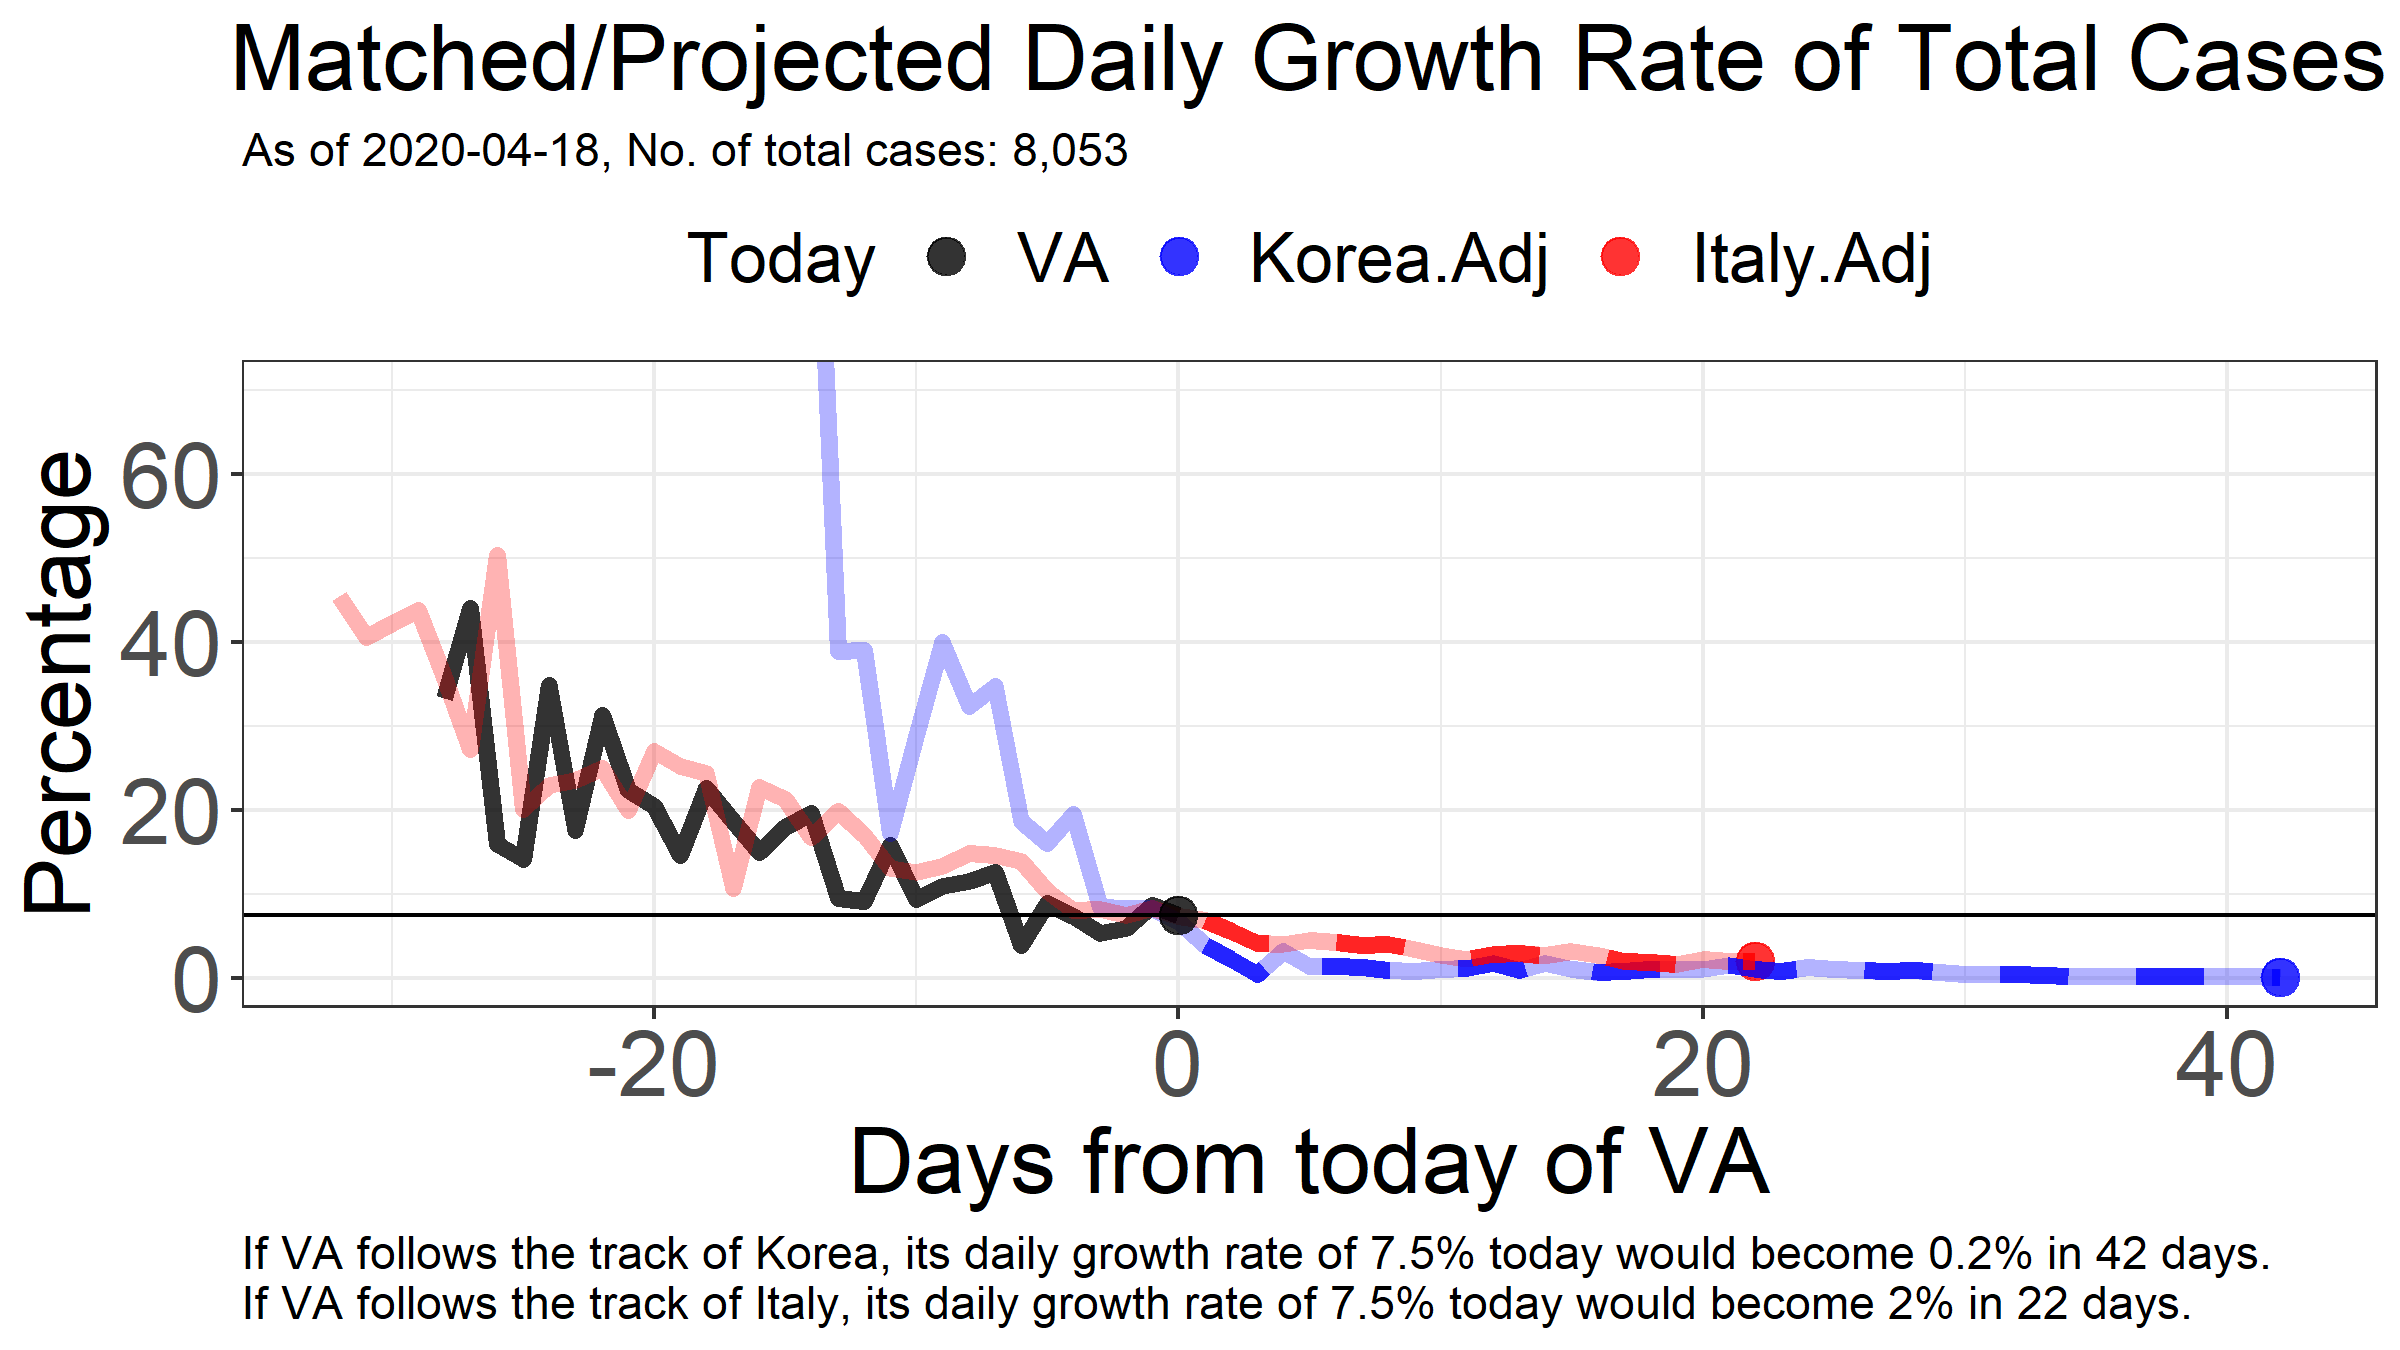 Matched/Projected Daily Growth Rate of Total Cases
As of 2020-04-18, No. of total cases: 8,053
Today VA Korea.Adj Italy.Adj
Percentage
60
40
20
0
-20 0 20 40
Days from today of VA
If VA follows the track of Korea, its daily growth rate of 7.5% today would become 0.2% in 42 days.
If VA follows the track of Italy, its daily growth rate of 7.5% today would become 2% in 22 days.